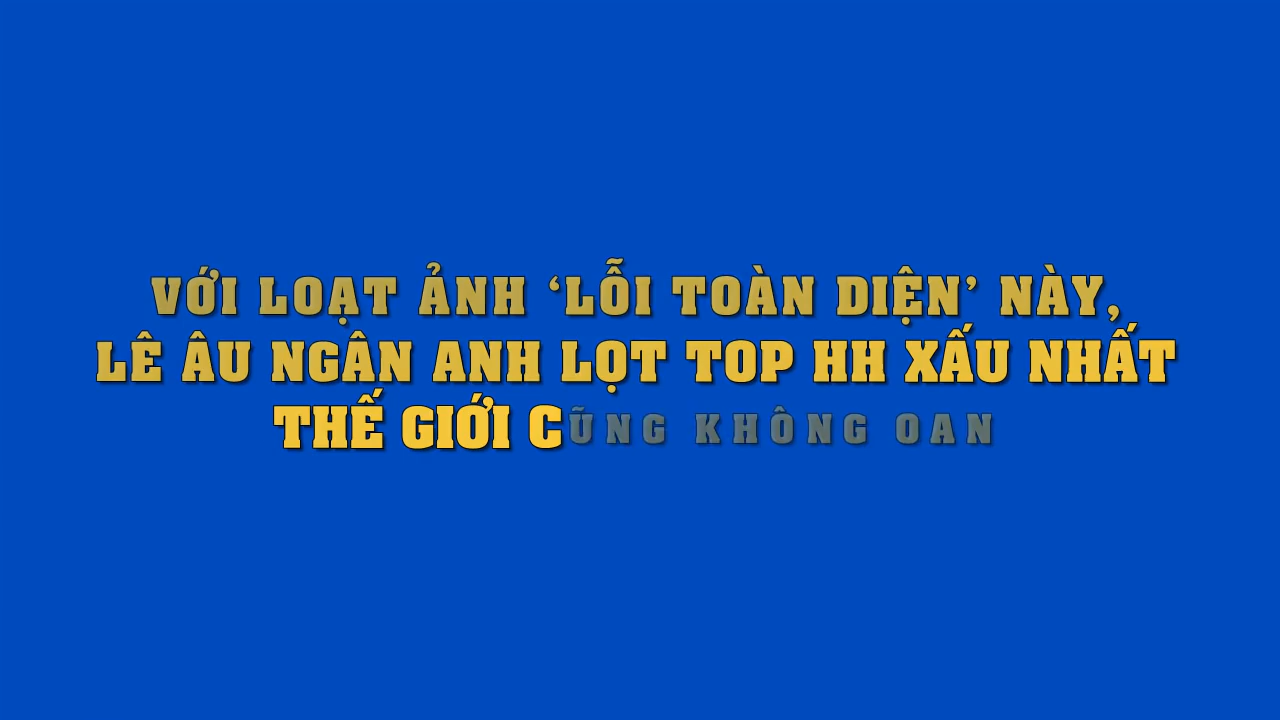 VỚI LOẠT ẢNH ‘LỖI TOÀN DIỆN’ NÀY,
LÊ ÂU NGÂN ANH LỌT TOP HH XẤU NHẤT
THẾ GIỚI CŨNG KHÔNG OAN